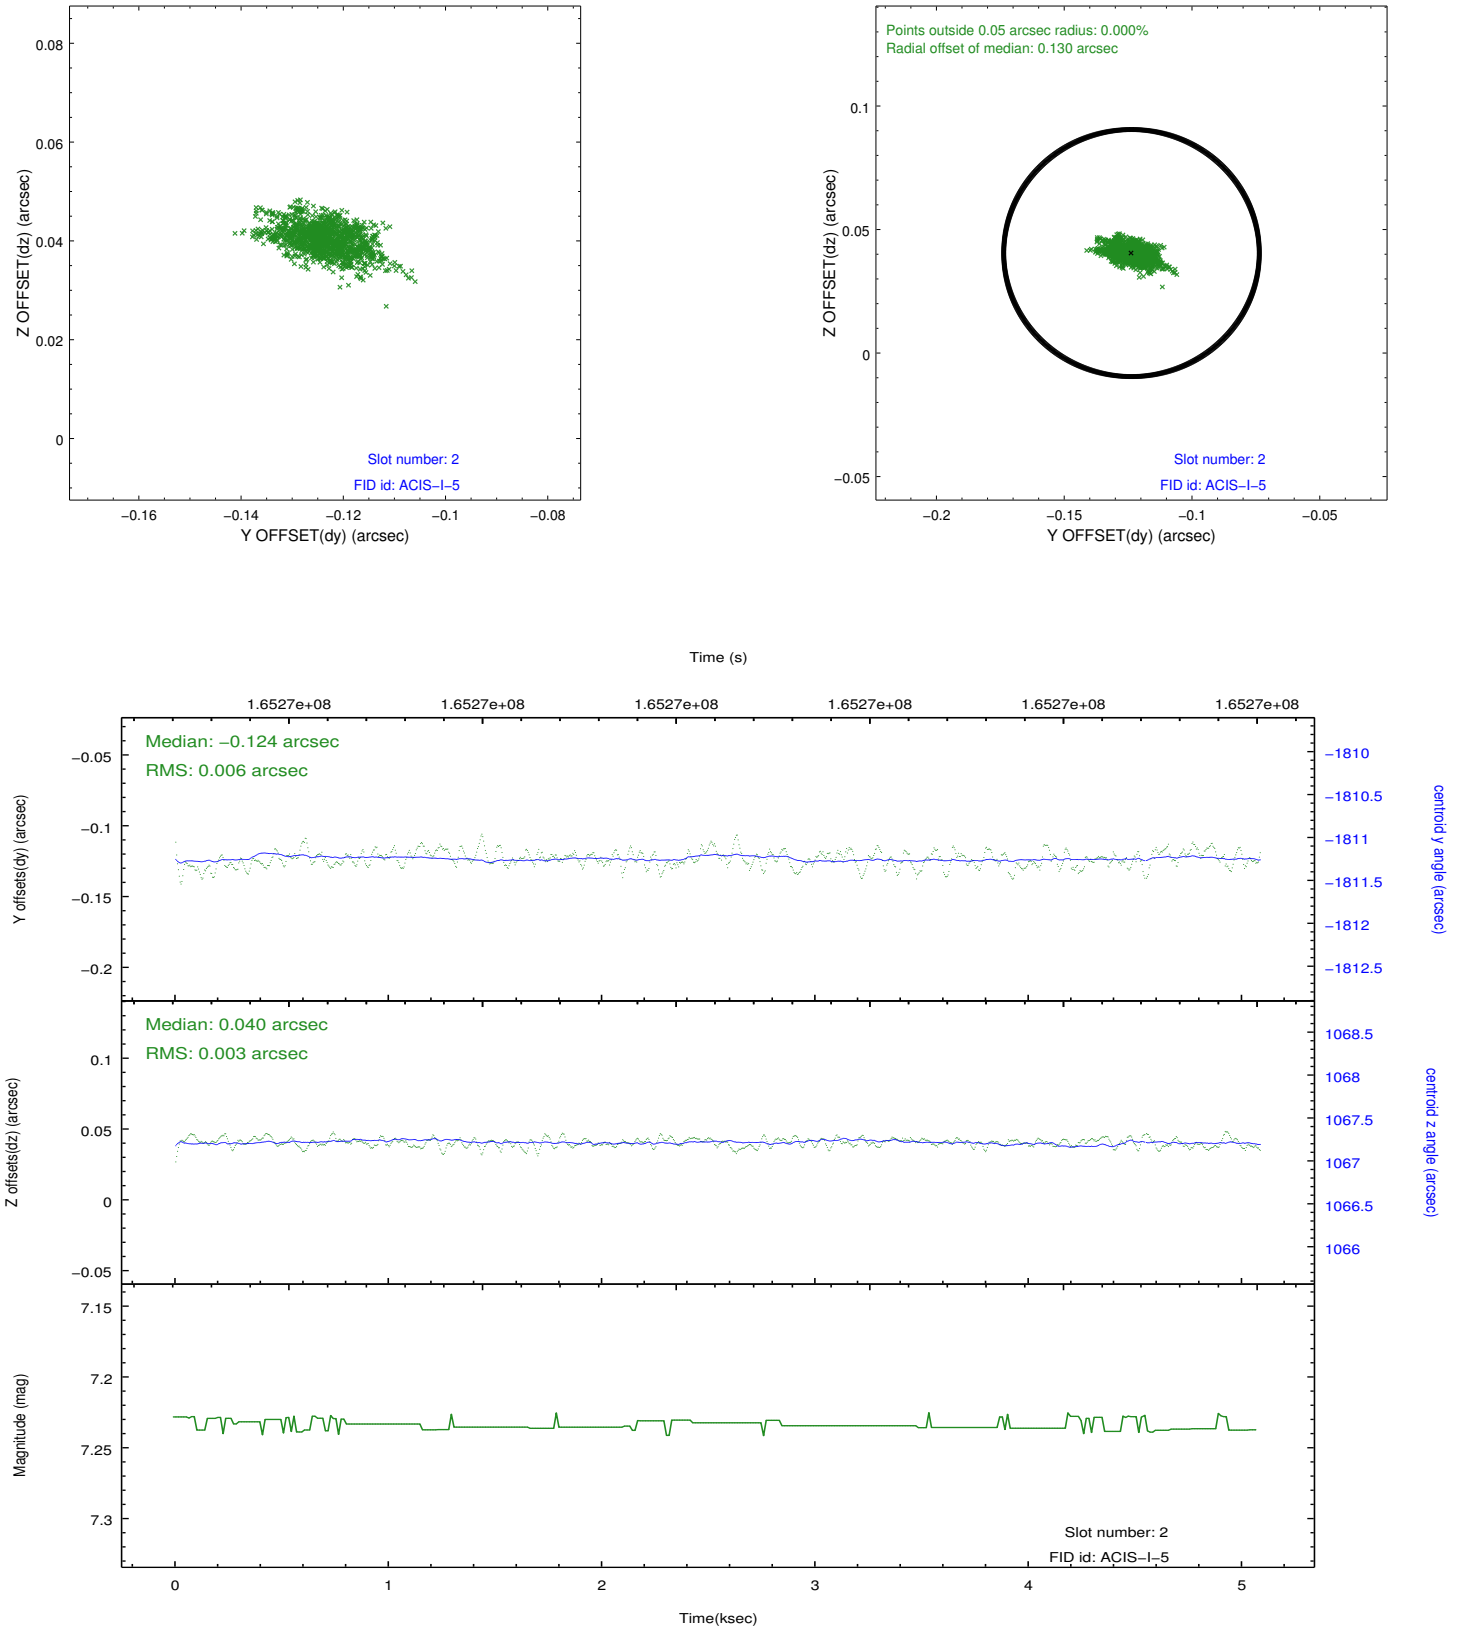 0.08
0.06
0.04
0.02
0
Z OFFSET(dz) (arcsec)
Slot number: 2
FID id: ACIS−I−5
−0.16 −0.14 −0.12 −0.1 −0.08
Y OFFSET(dy) (arcsec)
Points outside 0.05 arcsec radius: 0.000%
Radial offset of median: 0.130 arcsec
0.1
0.05
0
−0.05
Z OFFSET(dz) (arcsec)
Slot number: 2
FID id: ACIS−I−5
−0.2 −0.15 −0.1 −0.05
Y OFFSET(dy) (arcsec)
Time (s)
1.6527e+08 1.6527e+08 1.6527e+08 1.6527e+08 1.6527e+08 1.6527e+08
Median: −0.124 arcsec
RMS: 0.006 arcsec
−0.05
−0.1
−0.15
−0.2
Y offsets(dy) (arcsec)
−1810
−1810.5
−1811
−1811.5
−1812
−1812.5
centroid y angle (arcsec)
Median: 0.040 arcsec
RMS: 0.003 arcsec
0.1
0.05
0
−0.05
Z offsets(dz) (arcsec)
1068.5
1068
1067.5
1067
1066.5
1066
centroid z angle (arcsec)
7.15
7.2
7.25
7.3
Magnitude (mag)
Slot number: 2
FID id: ACIS−I−5
0 1 2 3 4 5
Time(ksec)